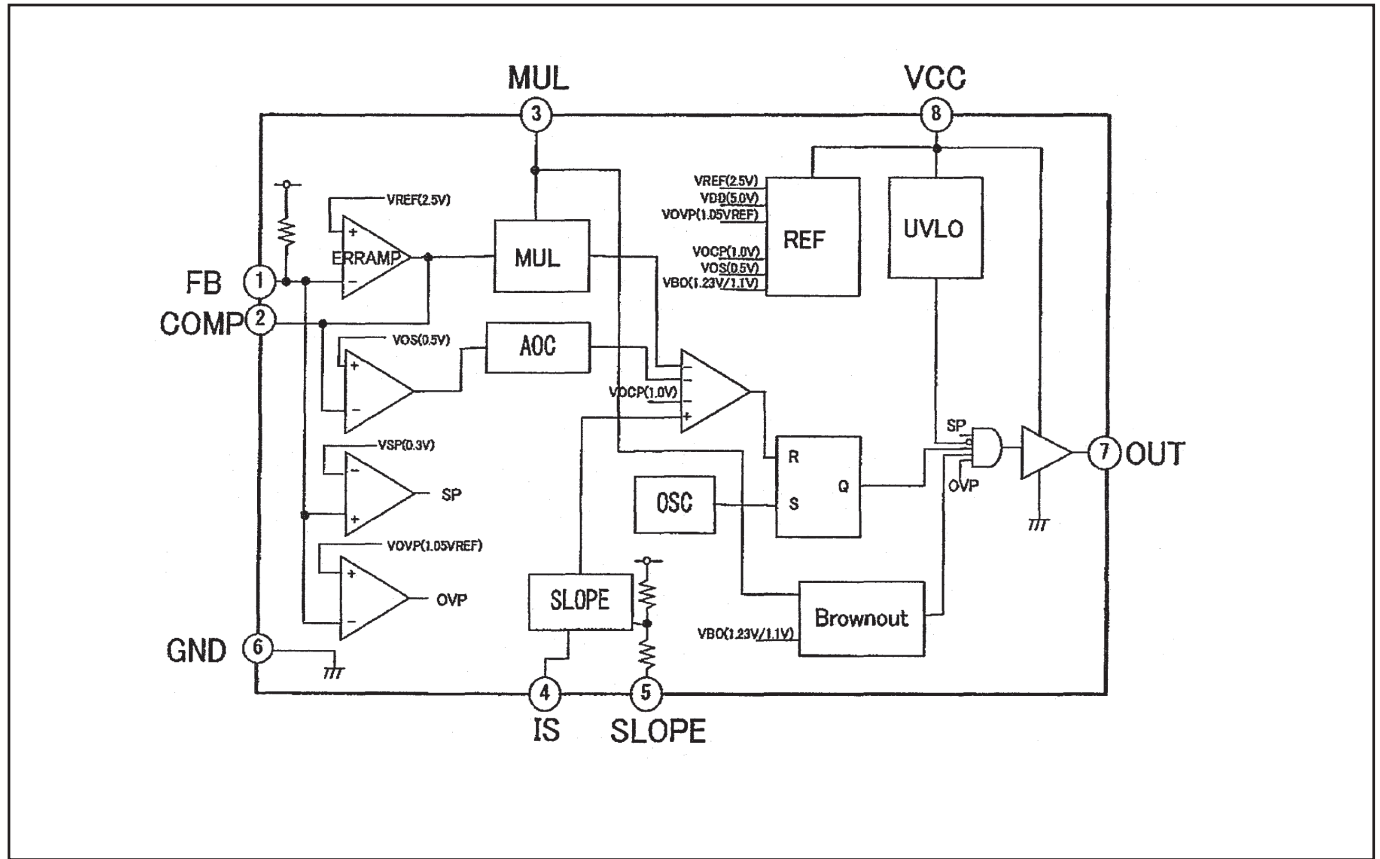 MUL
VCC
3
8
VREF(2.5V)
VDD(5.0V)
VOVP(1.05VREF)
VOCP(1.0V)
VOS(0.5V)
VBO(1.23V/1.1V)
REF
UVLO
VREF(2.5V)
+
ERRAMP
-
MUL
FB
1
COMP
2
VOS(0.5V)
+
-
AOC
-
-
VOCP(1.0V)
-
+
VSP(0.3V)
-
SP
+
R
S
Q
OSC
SP
OVP
7
OUT
VOVP(1.05VREF)
+
OVP
-
SLOPE
Brownout
VBO(1.23V/1.1V)
GND
6
4
5
IS
SLOPE